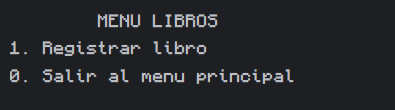 MENU LIBROS
1. Registrar libro
0. Salir al menu principal